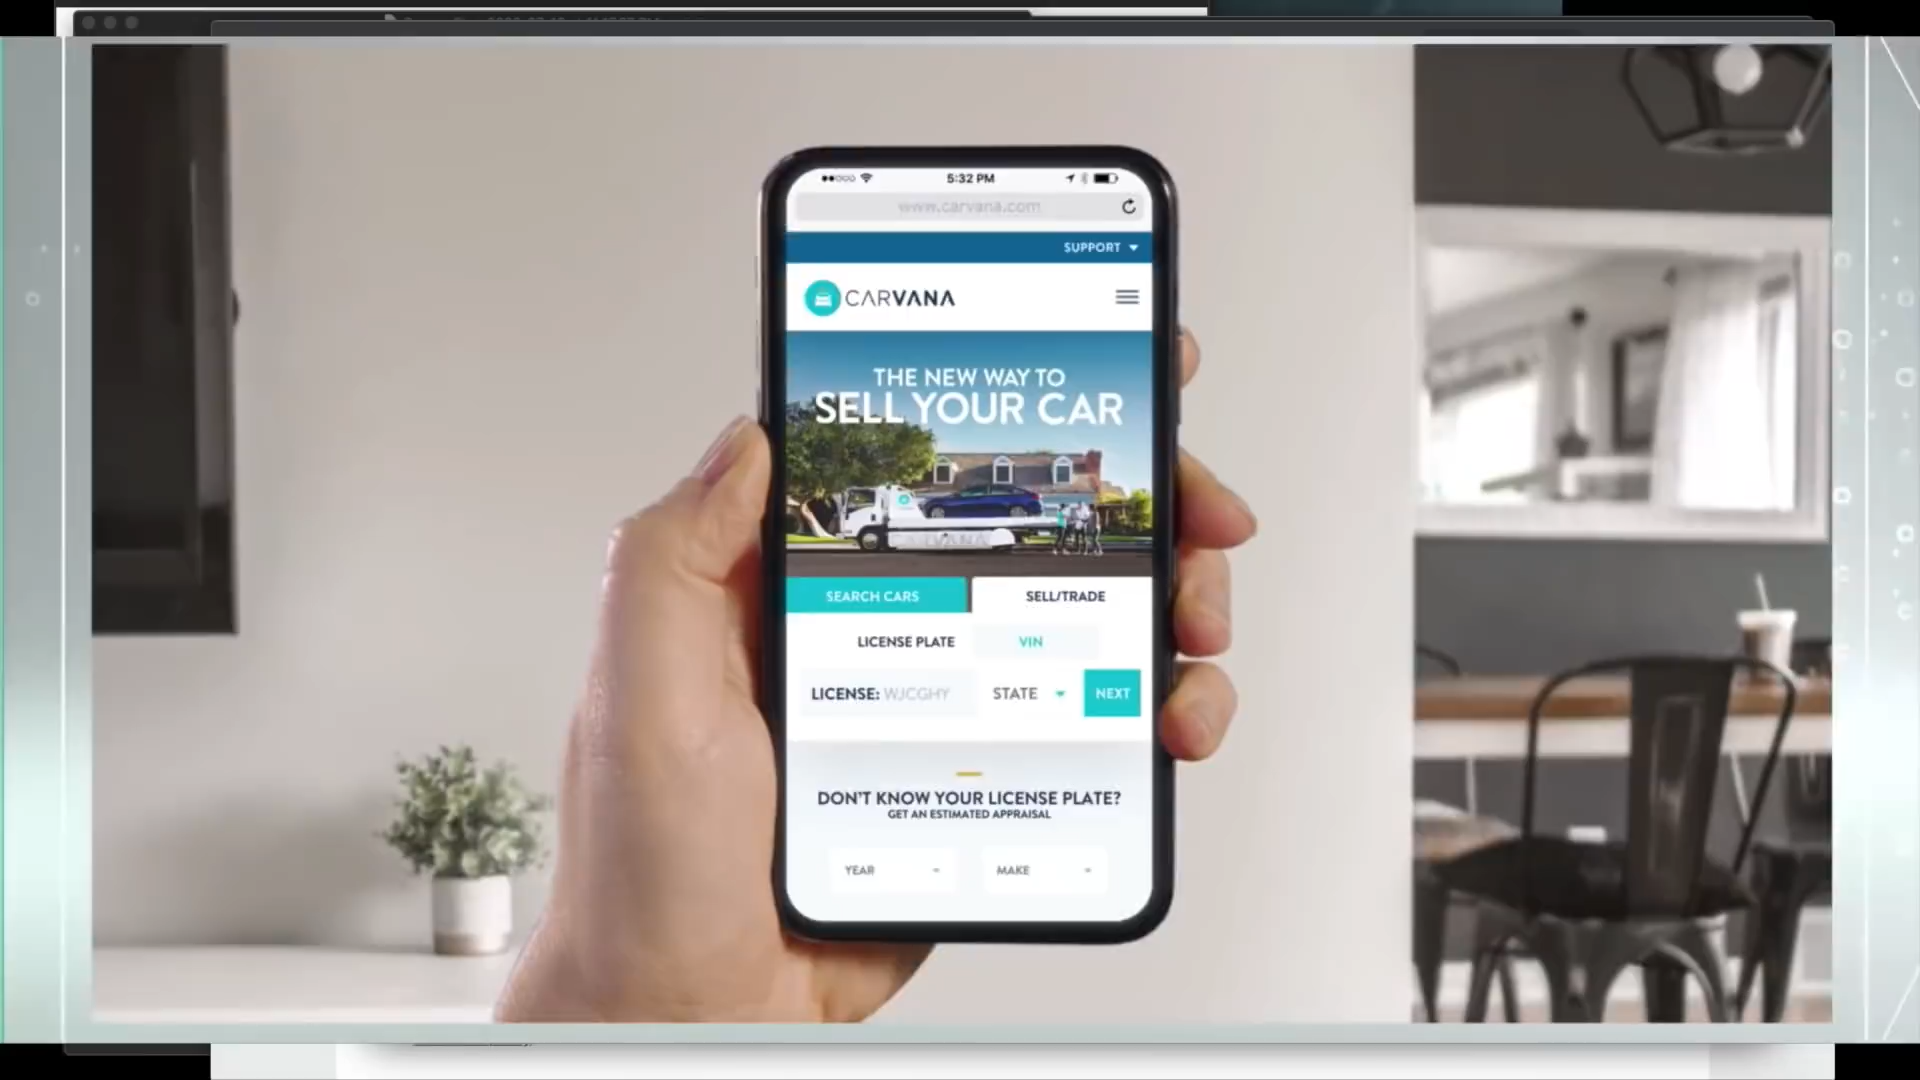 5:32 PM
www.carvana.com
SUPPORT
CARVANA
THE NEW WAY TO
SELL YOUR CAR
CARVANA
SEARCH CARS
SELL/TRADE
LICENSE PLATE
VIN
LICENSE: WJCGHY
STATE
NEXT
DON'T KNOW YOUR LICENSE PLATE?
GET AN ESTIMATED APPRAISAL
YEAR
MAKE